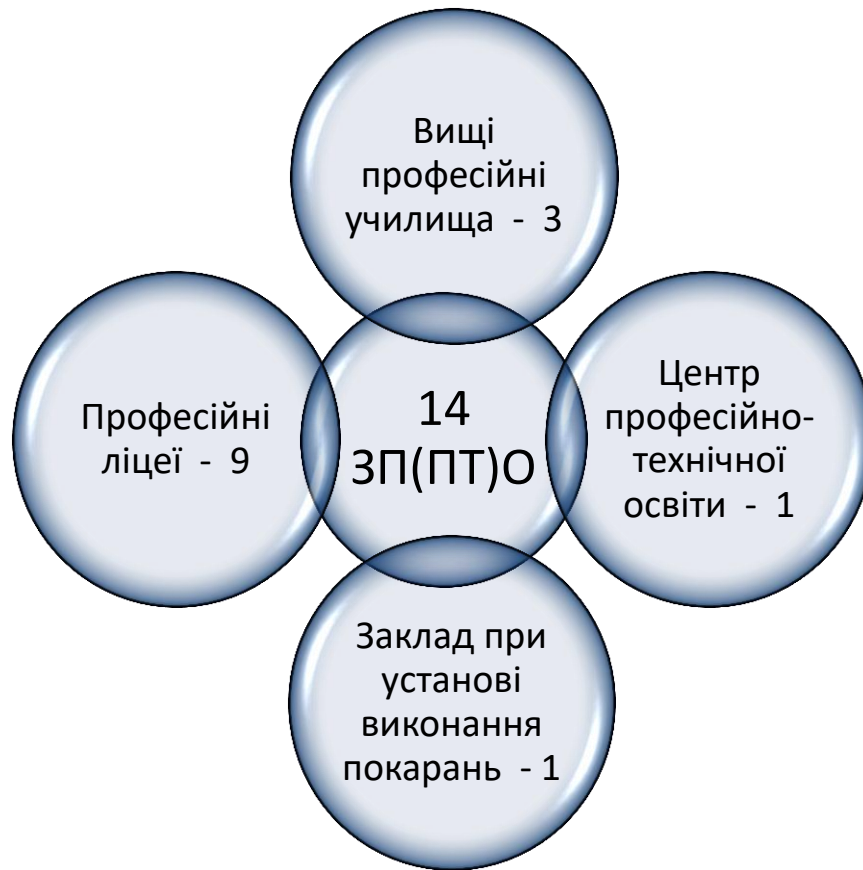 Вищі
професійні
училища - 3
Професійні
ліцеї - 9
14
ЗП(ПТ)О
Центр
професійно-
технічної
освіти - 1
Заклад при
установі
виконання
покарань - 1